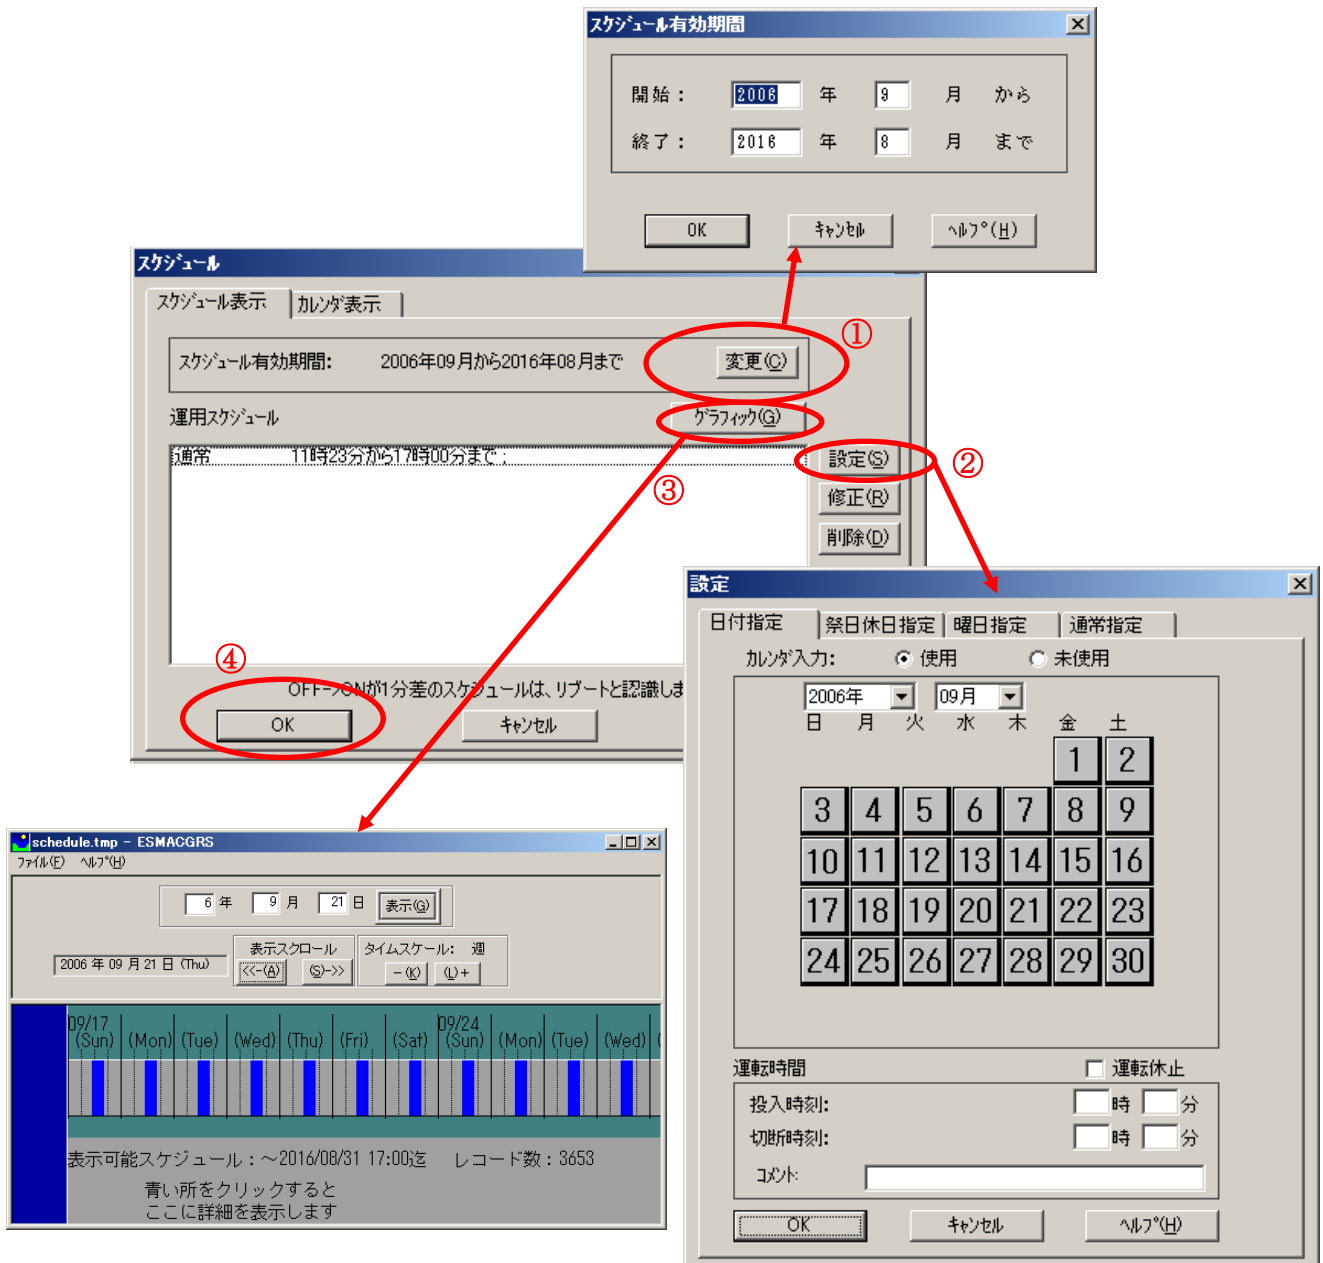 スケジュール有効期間
開始： 2006 年 9 月 から
終了： 2016 年 8 月 まで
OK キャンセル ヘルプ(H)
スケジュール
スケジュール表示 カレンダ表示
①
スケジュール有効期間: 2006年09月から2016年08月まで 変更(C)
運用スケジュール グラフィック(G)
通常 11時23分から17時00分まで；
設定(S) ②
修正(R)
③
削除(D)
④
OFF->ONが1分差のスケジュールは、リブートと認識しま
OK キャンセル
設定
日付指定 祭日休日指定 曜日指定 通常指定
カレンダ入力: 使用 未使用
2006年 09月
日 月 火 水 木 金 土
1 2
3 4 5 6 7 8 9
10 11 12 13 14 15 16
17 18 19 20 21 22 23
24 25 26 27 28 29 30
運転時間 運転休止
投入時刻: 時 分
切断時刻: 時 分
コメント:
OK キャンセル ヘルプ(H)
schedule.tmp - ESMACGRS
ファイル(F) ヘルプ(H)
6 年 9 月 21 日 表示(G)
表示スクロール タイムスケール: 週
2006 年 09 月 21 日 (Thu) <<-(A) (S)->> -(K) (L)+
09/17 09/24
(Sun) (Mon) (Tue) (Wed) (Thu) (Fri) (Sat) (Sun) (Mon) (Tue) (Wed) (
表示可能スケジュール：～2016/08/31 17:00迄 レコード数：3653
青い所をクリックすると
ここに詳細を表示します